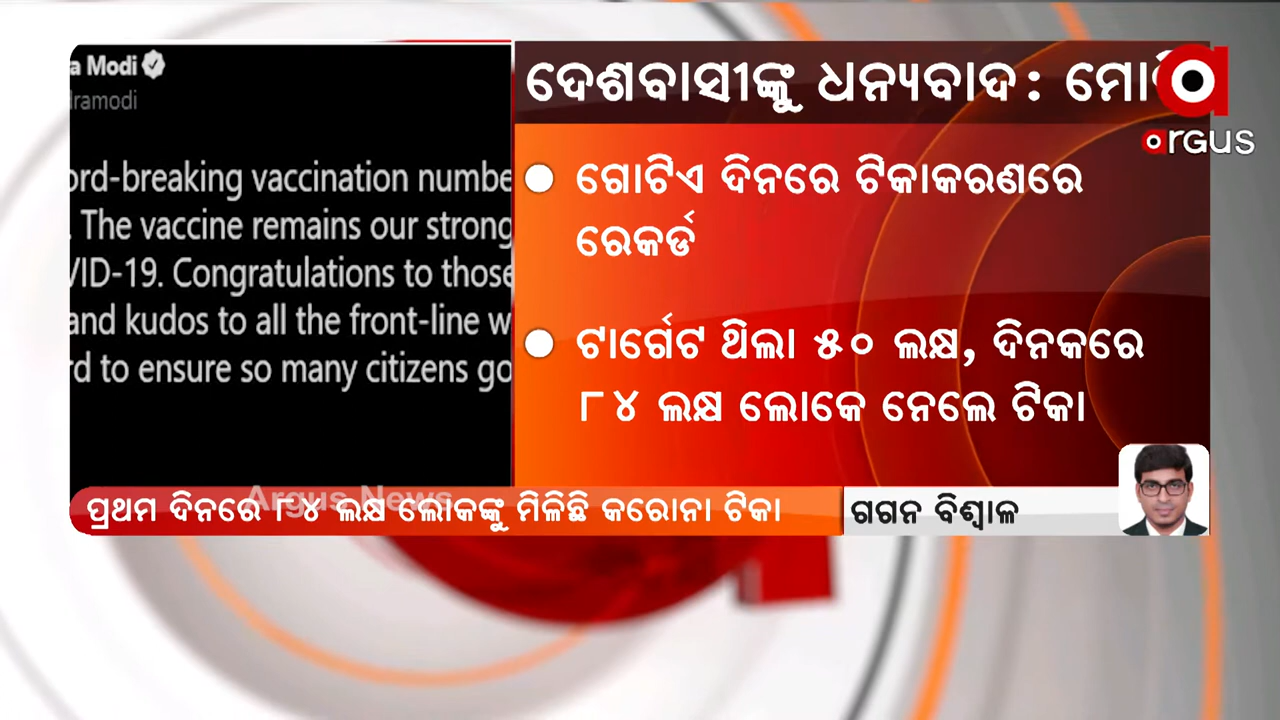 a Modi
dramodi
ord-breaking vaccination numbe
. The vaccine remains our strong
VID-19. Congratulations to those
and kudos to all the front-line w
rd to ensure so many citizens go
ଦେଶବାସୀଙ୍କୁ ଧନ୍ୟବାଦ: ମୋଦି
argus
ଗୋଟିଏ ଦିନରେ ଟିକାକରଣରେ
ରେକର୍ଡ
ଟାର୍ଗେଟ ଥିଲା ୫୦ ଲକ୍ଷ, ଦିନକରେ
୮୪ ଲକ୍ଷ ଲୋକେ ନେଲେ ଟିକା
Argus News
ପ୍ରଥମ ଦିନରେ ୮୪ ଲକ୍ଷ ଲୋକଙ୍କୁ ମିଳିଛି କରୋନା ଟିକା
ଗଗନ ବିଶ୍ୱାଳ